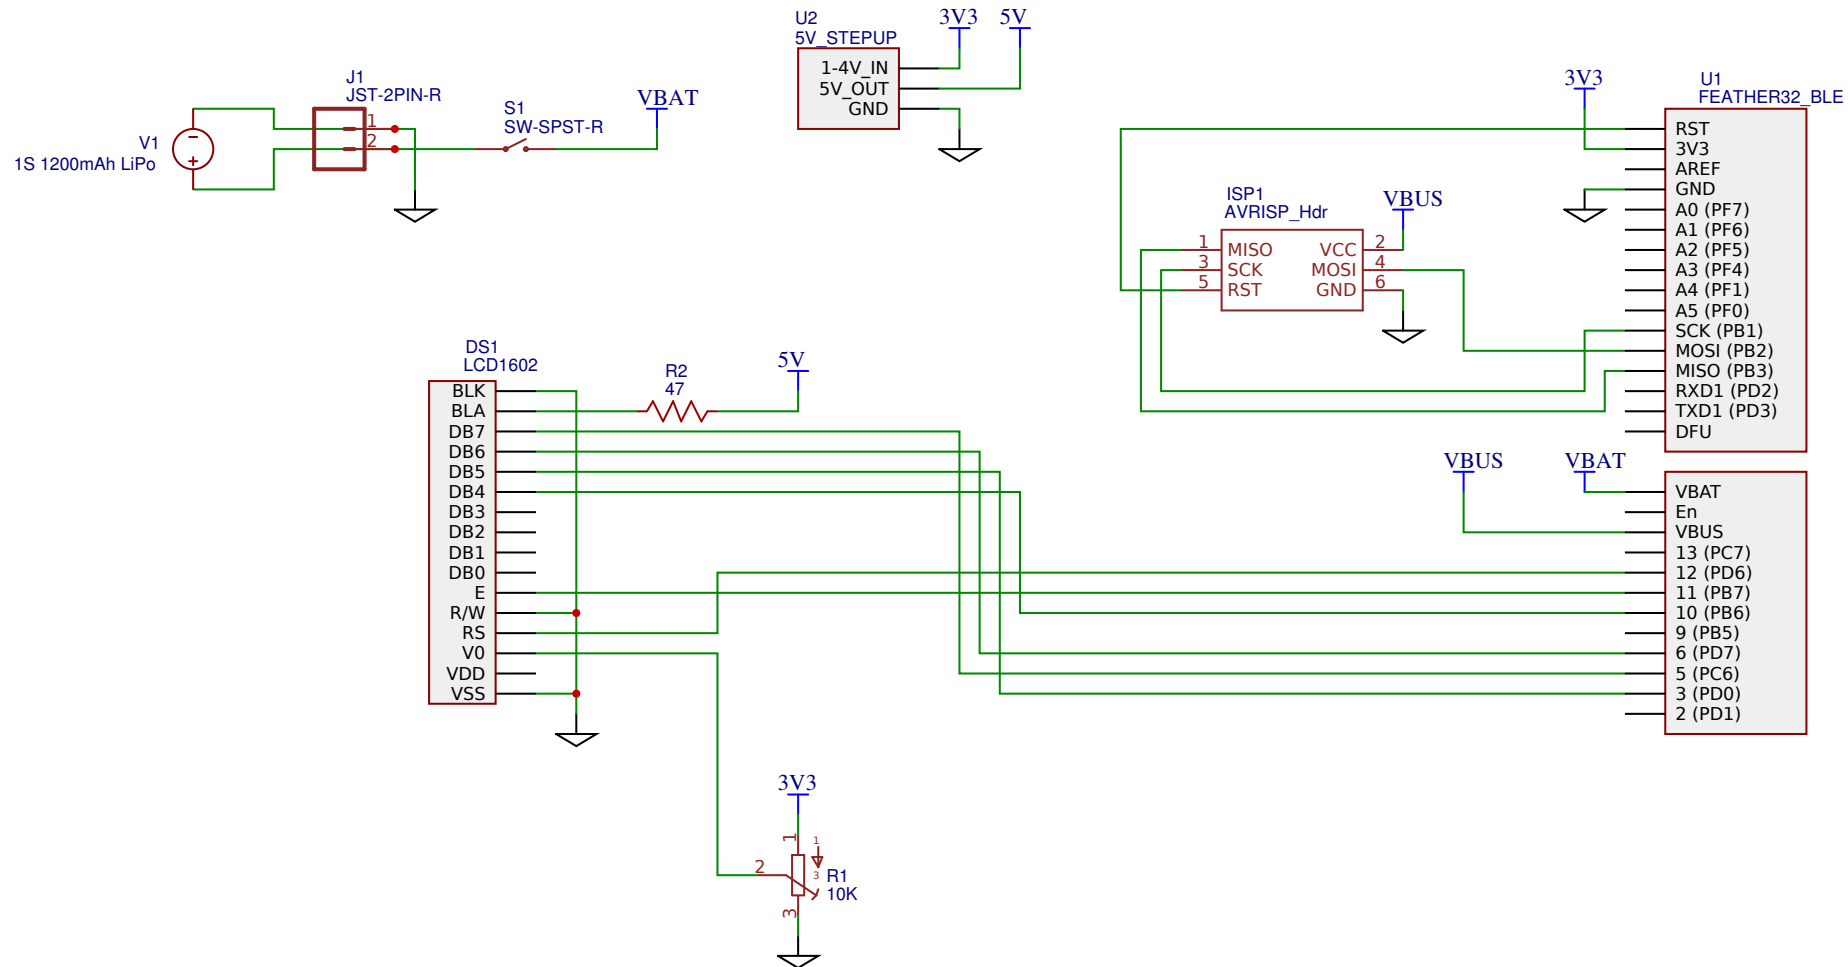 U2
5V_STEPUP
3V3
5V
1-4V_IN
5V_OUT
GND
J1
JST-2PIN-R
1
2
S1
SW-SPST-R
VBAT
V1
1S 1200mAh LiPo
3V3
U1
FEATHER32_BLE
RST
3V3
AREF
GND
A0 (PF7)
A1 (PF6)
A2 (PF5)
A3 (PF4)
A4 (PF1)
A5 (PF0)
SCK (PB1)
MOSI (PB2)
MISO (PB3)
RXD1 (PD2)
TXD1 (PD3)
DFU
ISP1
AVRISP_Hdr
VBUS
1 MISO VCC 2
3 SCK MOSI 4
5 RST GND 6
DS1
LCD1602
BLK
BLA
DB7
DB6
DB5
DB4
DB3
DB2
DB1
DB0
E
R/W
RS
V0
VDD
VSS
R2
47
5V
VBUS
VBAT
VBAT
En
VBUS
13 (PC7)
12 (PD6)
11 (PB7)
10 (PB6)
9 (PB5)
6 (PD7)
5 (PC6)
3 (PD0)
2 (PD1)
3V3
1
1
2
3
R1
10K
3